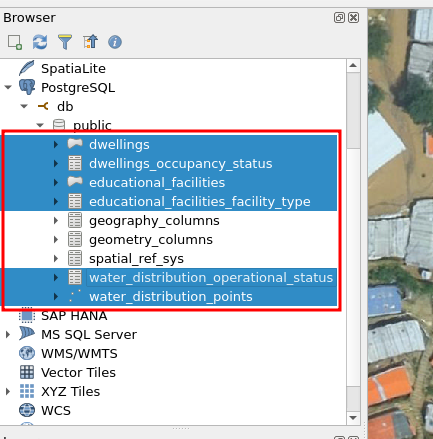 Browser
SpatiaLite
PostgreSQL
db
public
dwellings
dwellings_occupancy_status
educational_facilities
educational_facilities_facility_type
geography_columns
geometry_columns
spatial_ref_sys
water_distribution_operational_status
water_distribution_points
SAP HANA
MS SQL Server
WMS/WMTS
Vector Tiles
XYZ Tiles
WCS